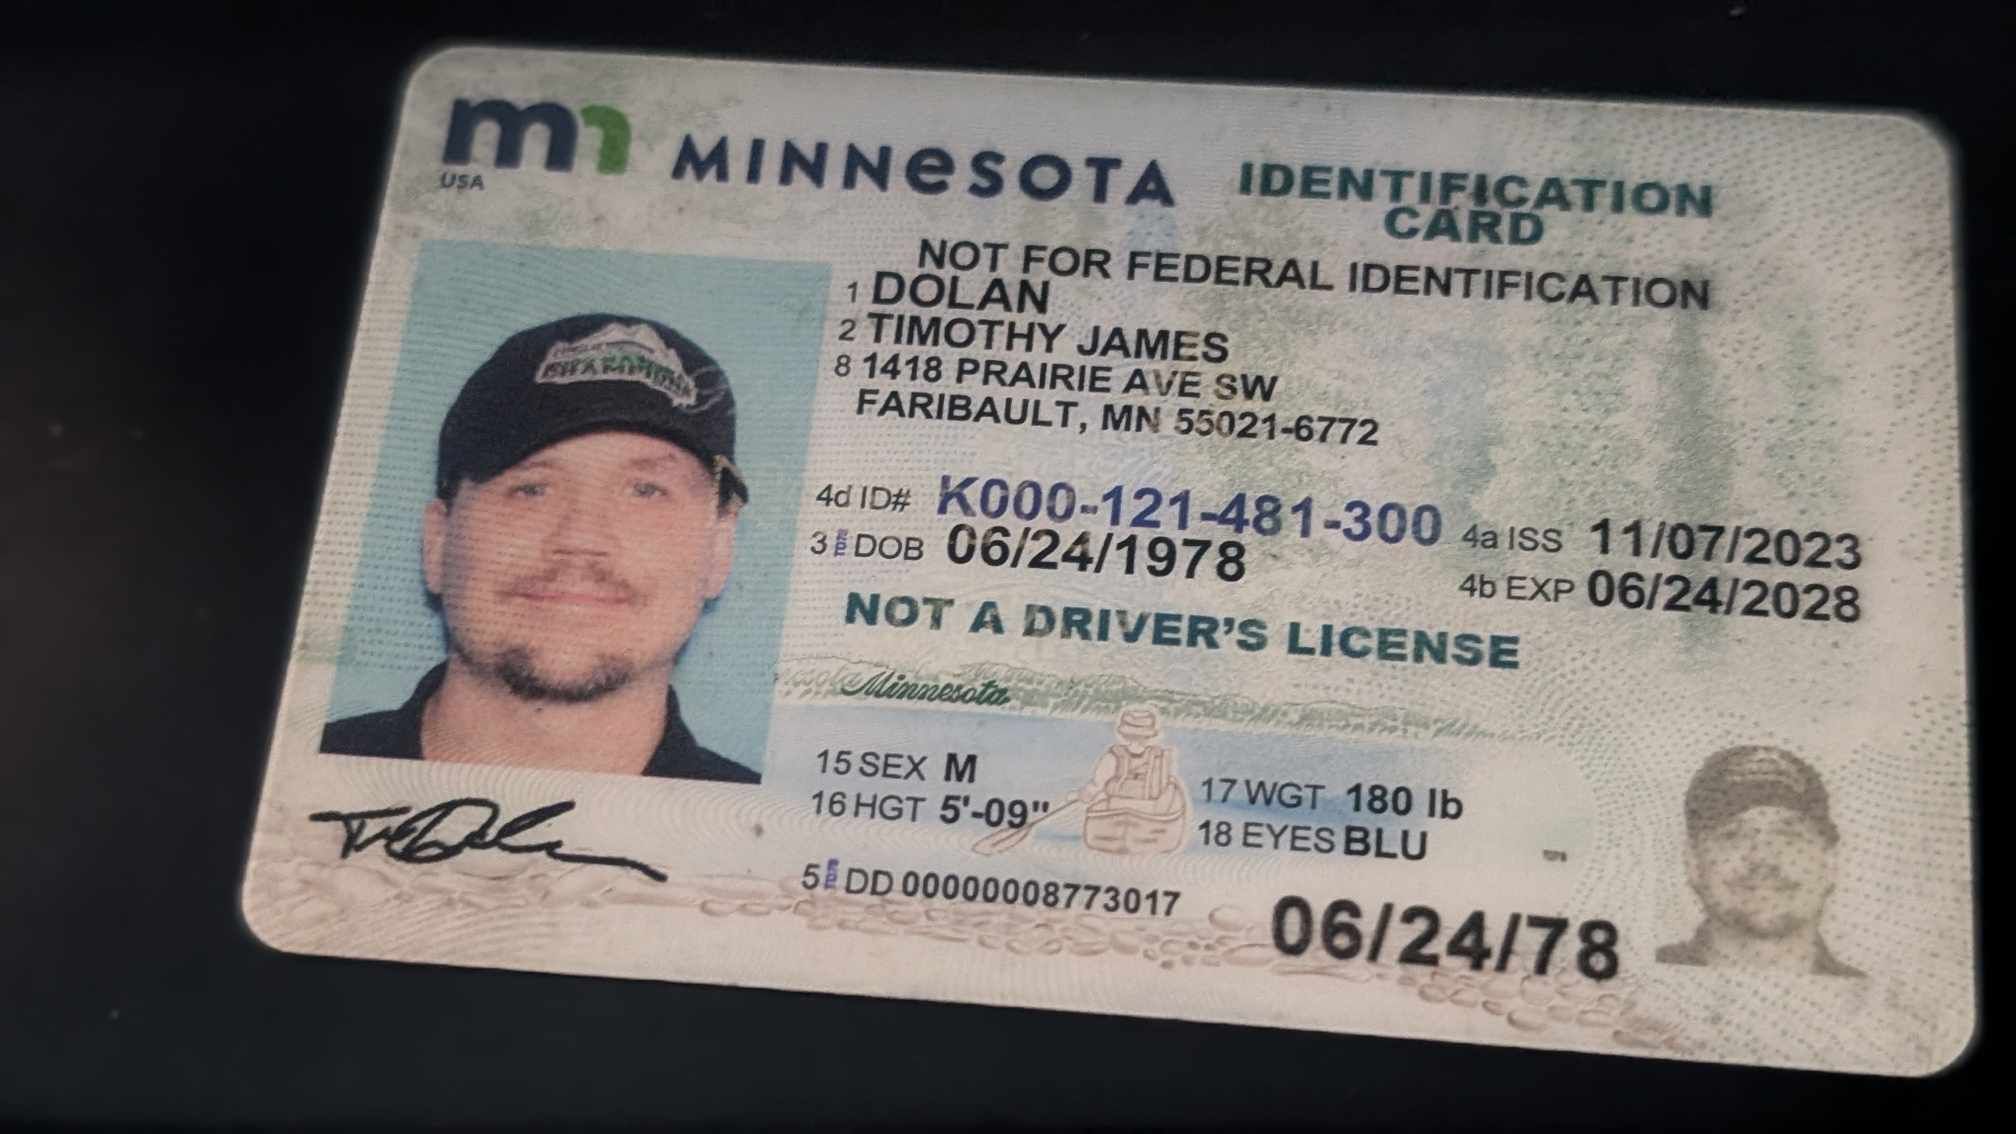 mn
USA
MINNESOTA
IDENTIFICATION
CARD
NOT FOR FEDERAL IDENTIFICATION
1 DOLAN
2 TIMOTHY JAMES
8 1418 PRAIRIE AVE SW
FARIBAULT, MN 55021-6772
4d ID# K000-121-481-300
4a ISS 11/07/2023
3 DOB 06/24/1978
4b EXP 06/24/2028
NOT A DRIVER'S LICENSE
Minnesota
15 SEX M
17 WGT 180 lb
16 HGT 5'-09"
18 EYES BLU
5 DD 00000008773017
06/24/78